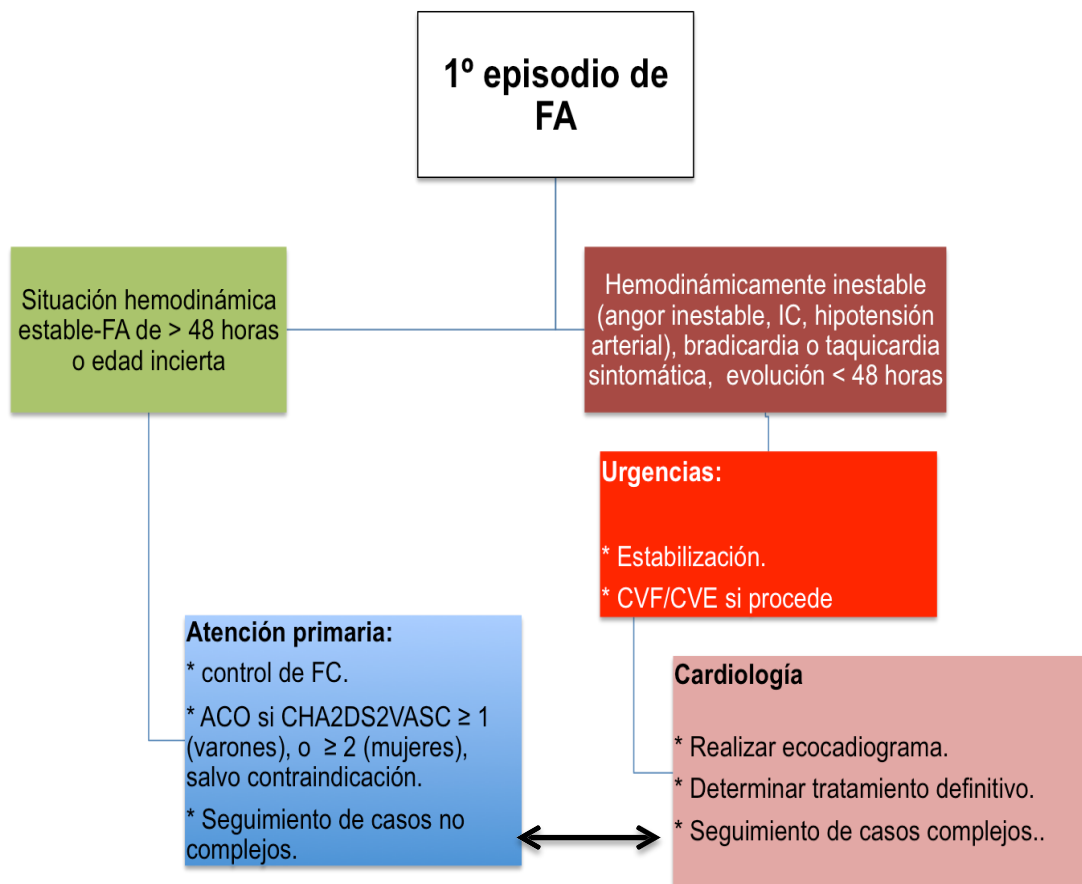 1º episodio de
FA
Situación hemodinámica
estable-FA de > 48 horas
o edad incierta
Hemodinámicamente inestable
(angor inestable, IC, hipotensión
arterial), bradicardia o taquicardia
sintomática, evolución < 48 horas
Urgencias:
* Estabilización.
* CVF/CVE si procede
Atención primaria:
* control de FC.
* ACO si CHA2DS2VASC ≥ 1
(varones), o ≥ 2 (mujeres),
salvo contraindicación.
* Seguimiento de casos no
complejos.
Cardiología
* Realizar ecocadiograma.
* Determinar tratamiento definitivo.
* Seguimiento de casos complejos..